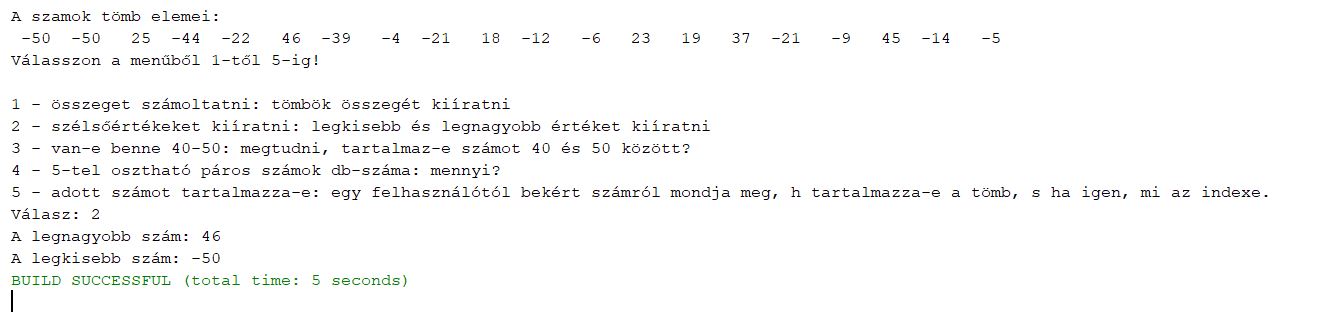 A szamok tömb elemei:
-50 -50 25 -44 -22 46 -39 -4 -21 18 -12 -6 23 19 37 -21 -9 45 -14 -5
Válasszon a menűből 1-től 5-ig!
1 - összeget számoltatni: tömbök összegét kiíratni
2 - szélsőértékeket kiíratni: legkisebb és legnagyobb értéket kiíratni
3 - van-e benne 40-50: megtudni, tartalmaz-e számot 40 és 50 között?
4 - 5-tel osztható páros számok db-száma: mennyi?
5 - adott számot tartalmazza-e: egy felhasználótól bekért számról mondja meg, h tartalmazza-e a tömb, s ha igen, mi az indexe.
Válasz: 2
A legnagyobb szám: 46
A legkisebb szám: -50
BUILD SUCCESSFUL (total time: 5 seconds)